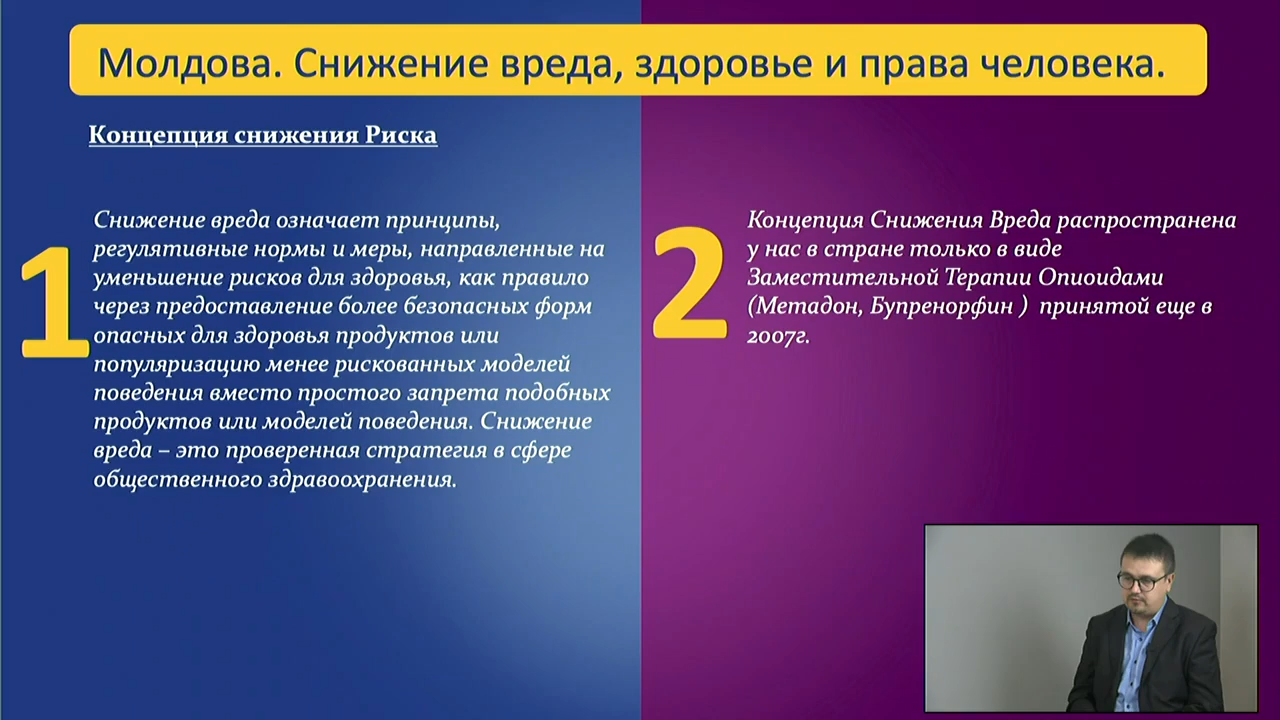 Молдова. Снижение вреда, здоровье и права человека.
Концепция снижения Риска
1
Снижение вреда означает принципы,
регулятивные нормы и меры, направленные на
уменьшение рисков для здоровья, как правило
через предоставление более безопасных форм
опасных для здоровья продуктов или
популяризацию менее рискованных моделей
поведения вместо простого запрета подобных
продуктов или моделей поведения. Снижение
вреда – это проверенная стратегия в сфере
общественного здравоохранения.
2
Концепция Снижения Вреда распространена
у нас в стране только в виде
Заместительной Терапии Опиоидами
(Метадон, Бупренорфин ) принятой еще в
2007г.